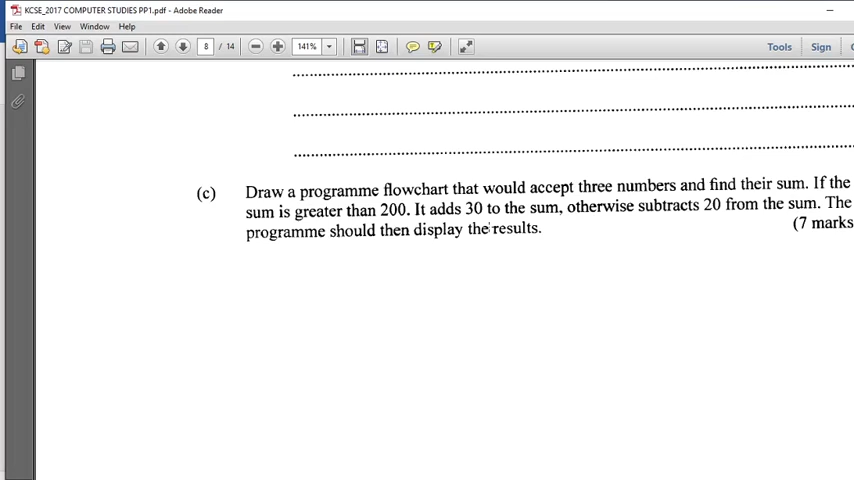 KCSE_2017 COMPUTER STUDIES PP1.pdf - Adobe Reader
File Edit View Window Help
8 / 14 141% Tools Sign
(c) Draw a programme flowchart that would accept three numbers and find their sum. If the
sum is greater than 200. It adds 30 to the sum, otherwise subtracts 20 from the sum. The
programme should then display the results. (7 marks